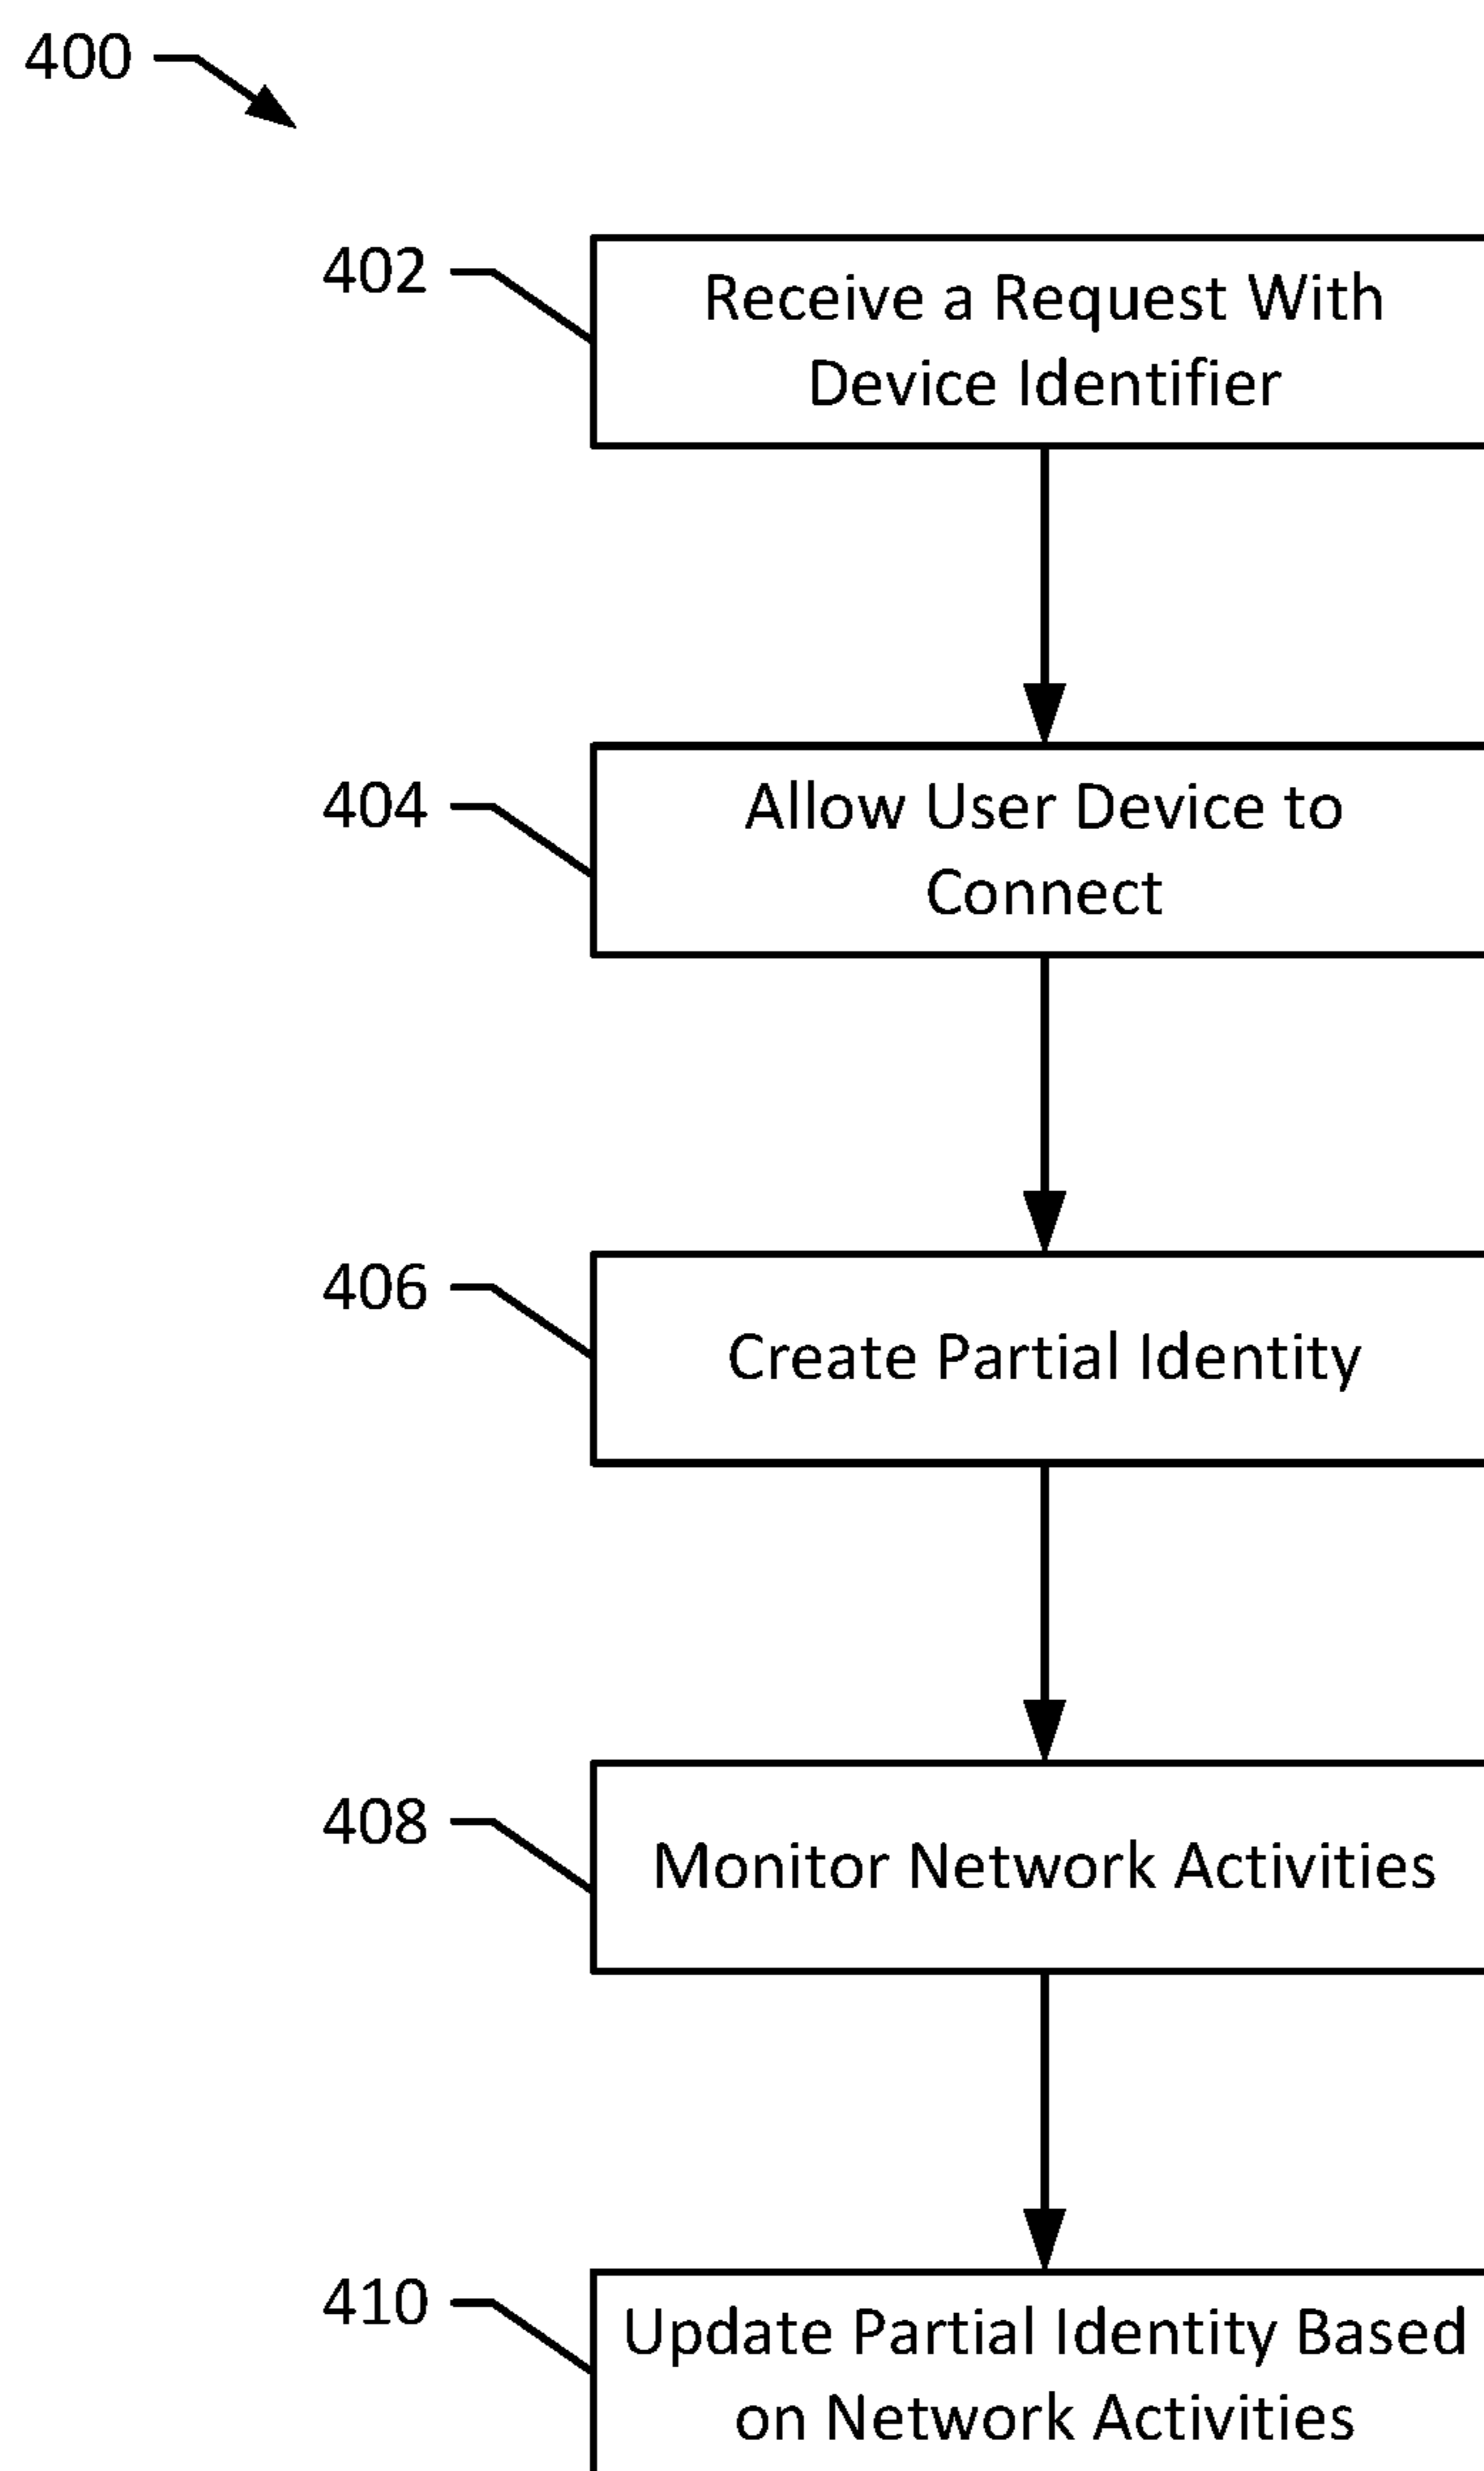 400
402
Receive a Request With
Device Identifier
404
Allow User Device to
Connect
406
Create Partial Identity
408
Monitor Network Activities
410
Update Partial Identity Based
on Network Activities